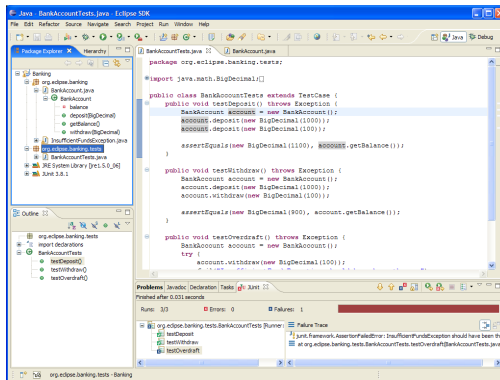 Java - BankAccountTests.java - Eclipse SDK
File Edit Refactor Source Navigate Search Project Run Window Help
Java
Debug
Package Explorer
Hierarchy
Banking
org.eclipse.banking
BankAccount.java
BankAccount
balance
deposit(BigDecimal)
getBalance()
withdraw(BigDecimal)
InsufficientFundsException.java
org.eclipse.banking.tests
BankAccountTests.java
JRE System Library [jre1.5.0_06]
JUnit 3.8.1
Outline
org.eclipse.banking.tests
import declarations
BankAccountTests
testDeposit()
testWithdraw()
testOverdraft()
BankAccountTests.java
BankAccount.java
package org.eclipse.banking.tests;
import java.math.BigDecimal;
public class BankAccountTests extends TestCase {
public void testDeposit() throws Exception {
BankAccount account = new BankAccount();
account.deposit(new BigDecimal(1000));
account.deposit(new BigDecimal(100));
assertEquals(new BigDecimal(1100), account.getBalance());
}
public void testWithdraw() throws Exception {
BankAccount account = new BankAccount();
account.deposit(new BigDecimal(1000));
account.withdraw(new BigDecimal(100));
assertEquals(new BigDecimal(900), account.getBalance());
}
public void testOverdraft() throws Exception {
BankAccount account = new BankAccount();
try {
account.withdraw(new BigDecimal(100));
Problems Javadoc Declaration Tasks JUnit
Finished after 0.031 seconds
Runs: 3/3 Errors: 0 Failures: 1
org.eclipse.banking.tests.BankAccountTests [Runner:
testDeposit
testWithdraw
testOverdraft
Failure Trace
junit.framework.AssertionFailedError: InsufficientFundsException should have been th
at org.eclipse.banking.tests.BankAccountTests.testOverdraft(BankAccountTests.java
org.eclipse.banking.tests - Banking